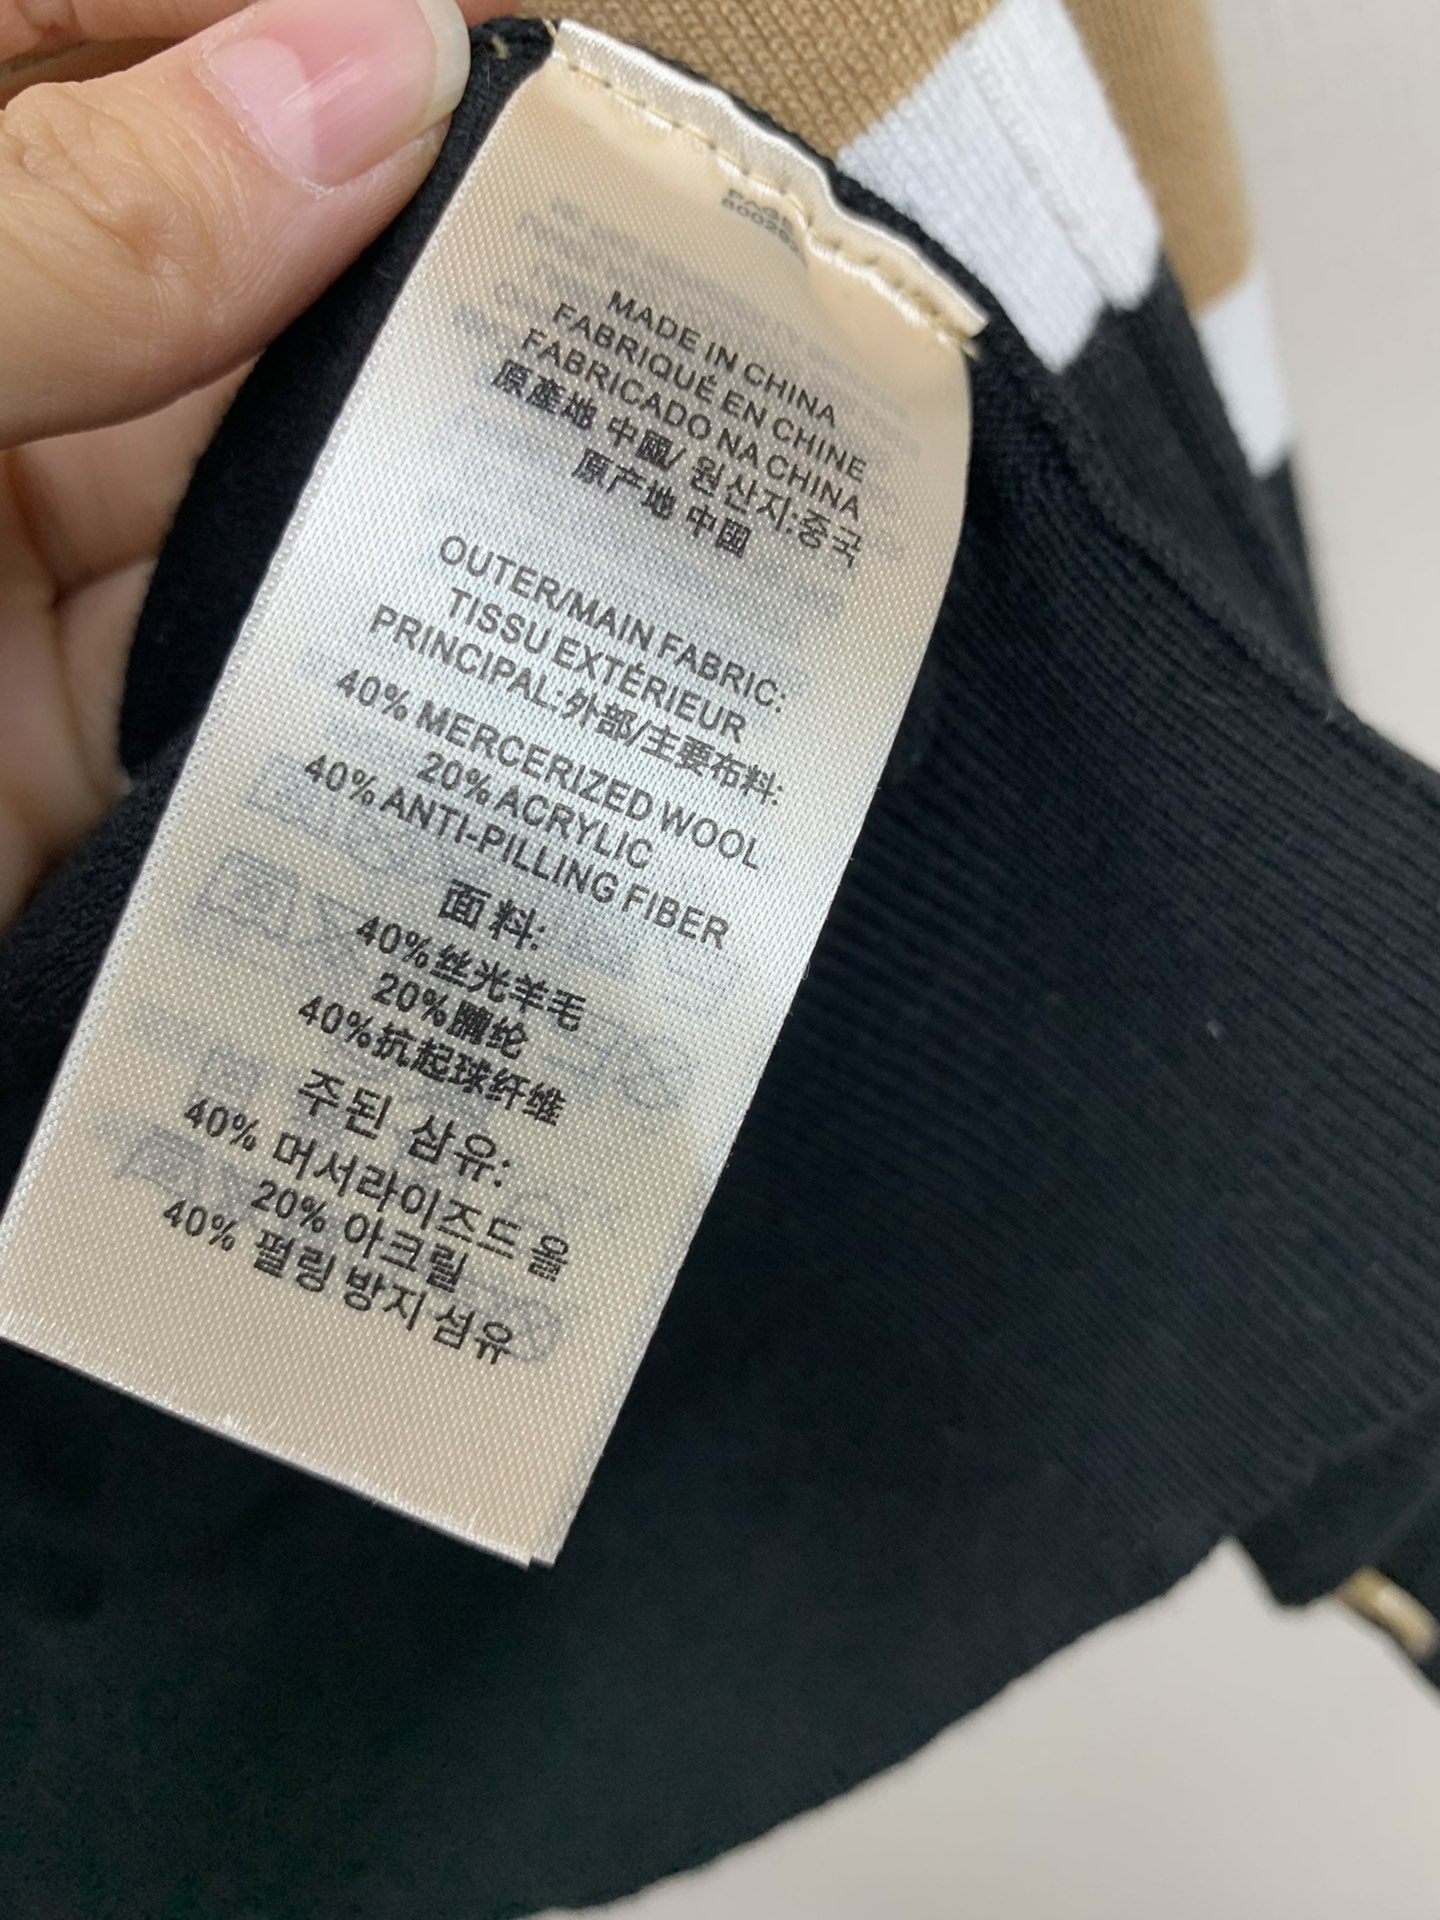 MADE IN CHINA
FABRIQUÉ EN CHINE
FABRICADO NA CHINA
原產地 中國/ 원산지:중국
原产地 中国
OUTER/MAIN FABRIC:
TISSU EXTÉRIEUR
PRINCIPAL:外部/主要布料:
40% MERCERIZED WOOL
20% ACRYLIC
40% ANTI-PILLING FIBER
面料:
40%丝光羊毛
20%腈纶
40%抗起球纤维
주된 섬유:
40% 머서라이즈드 울
20% 아크릴
40% 필링 방지 섬유